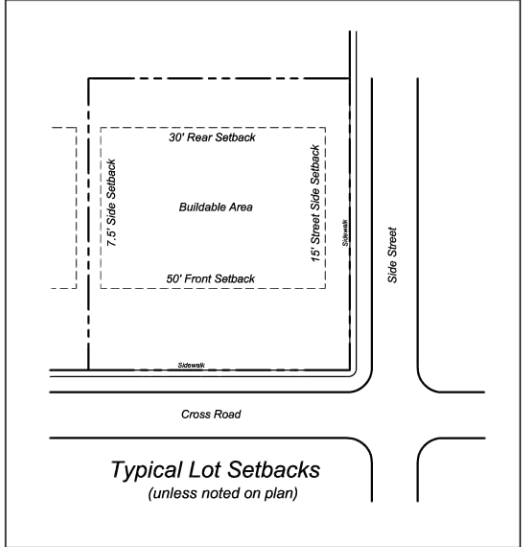 30' Rear Setback
7.5' Side Setback
Buildable Area
15' Street Side Setback
Sidewalk
Side Street
50' Front Setback
Sidewalk
Cross Road
Typical Lot Setbacks
(unless noted on plan)